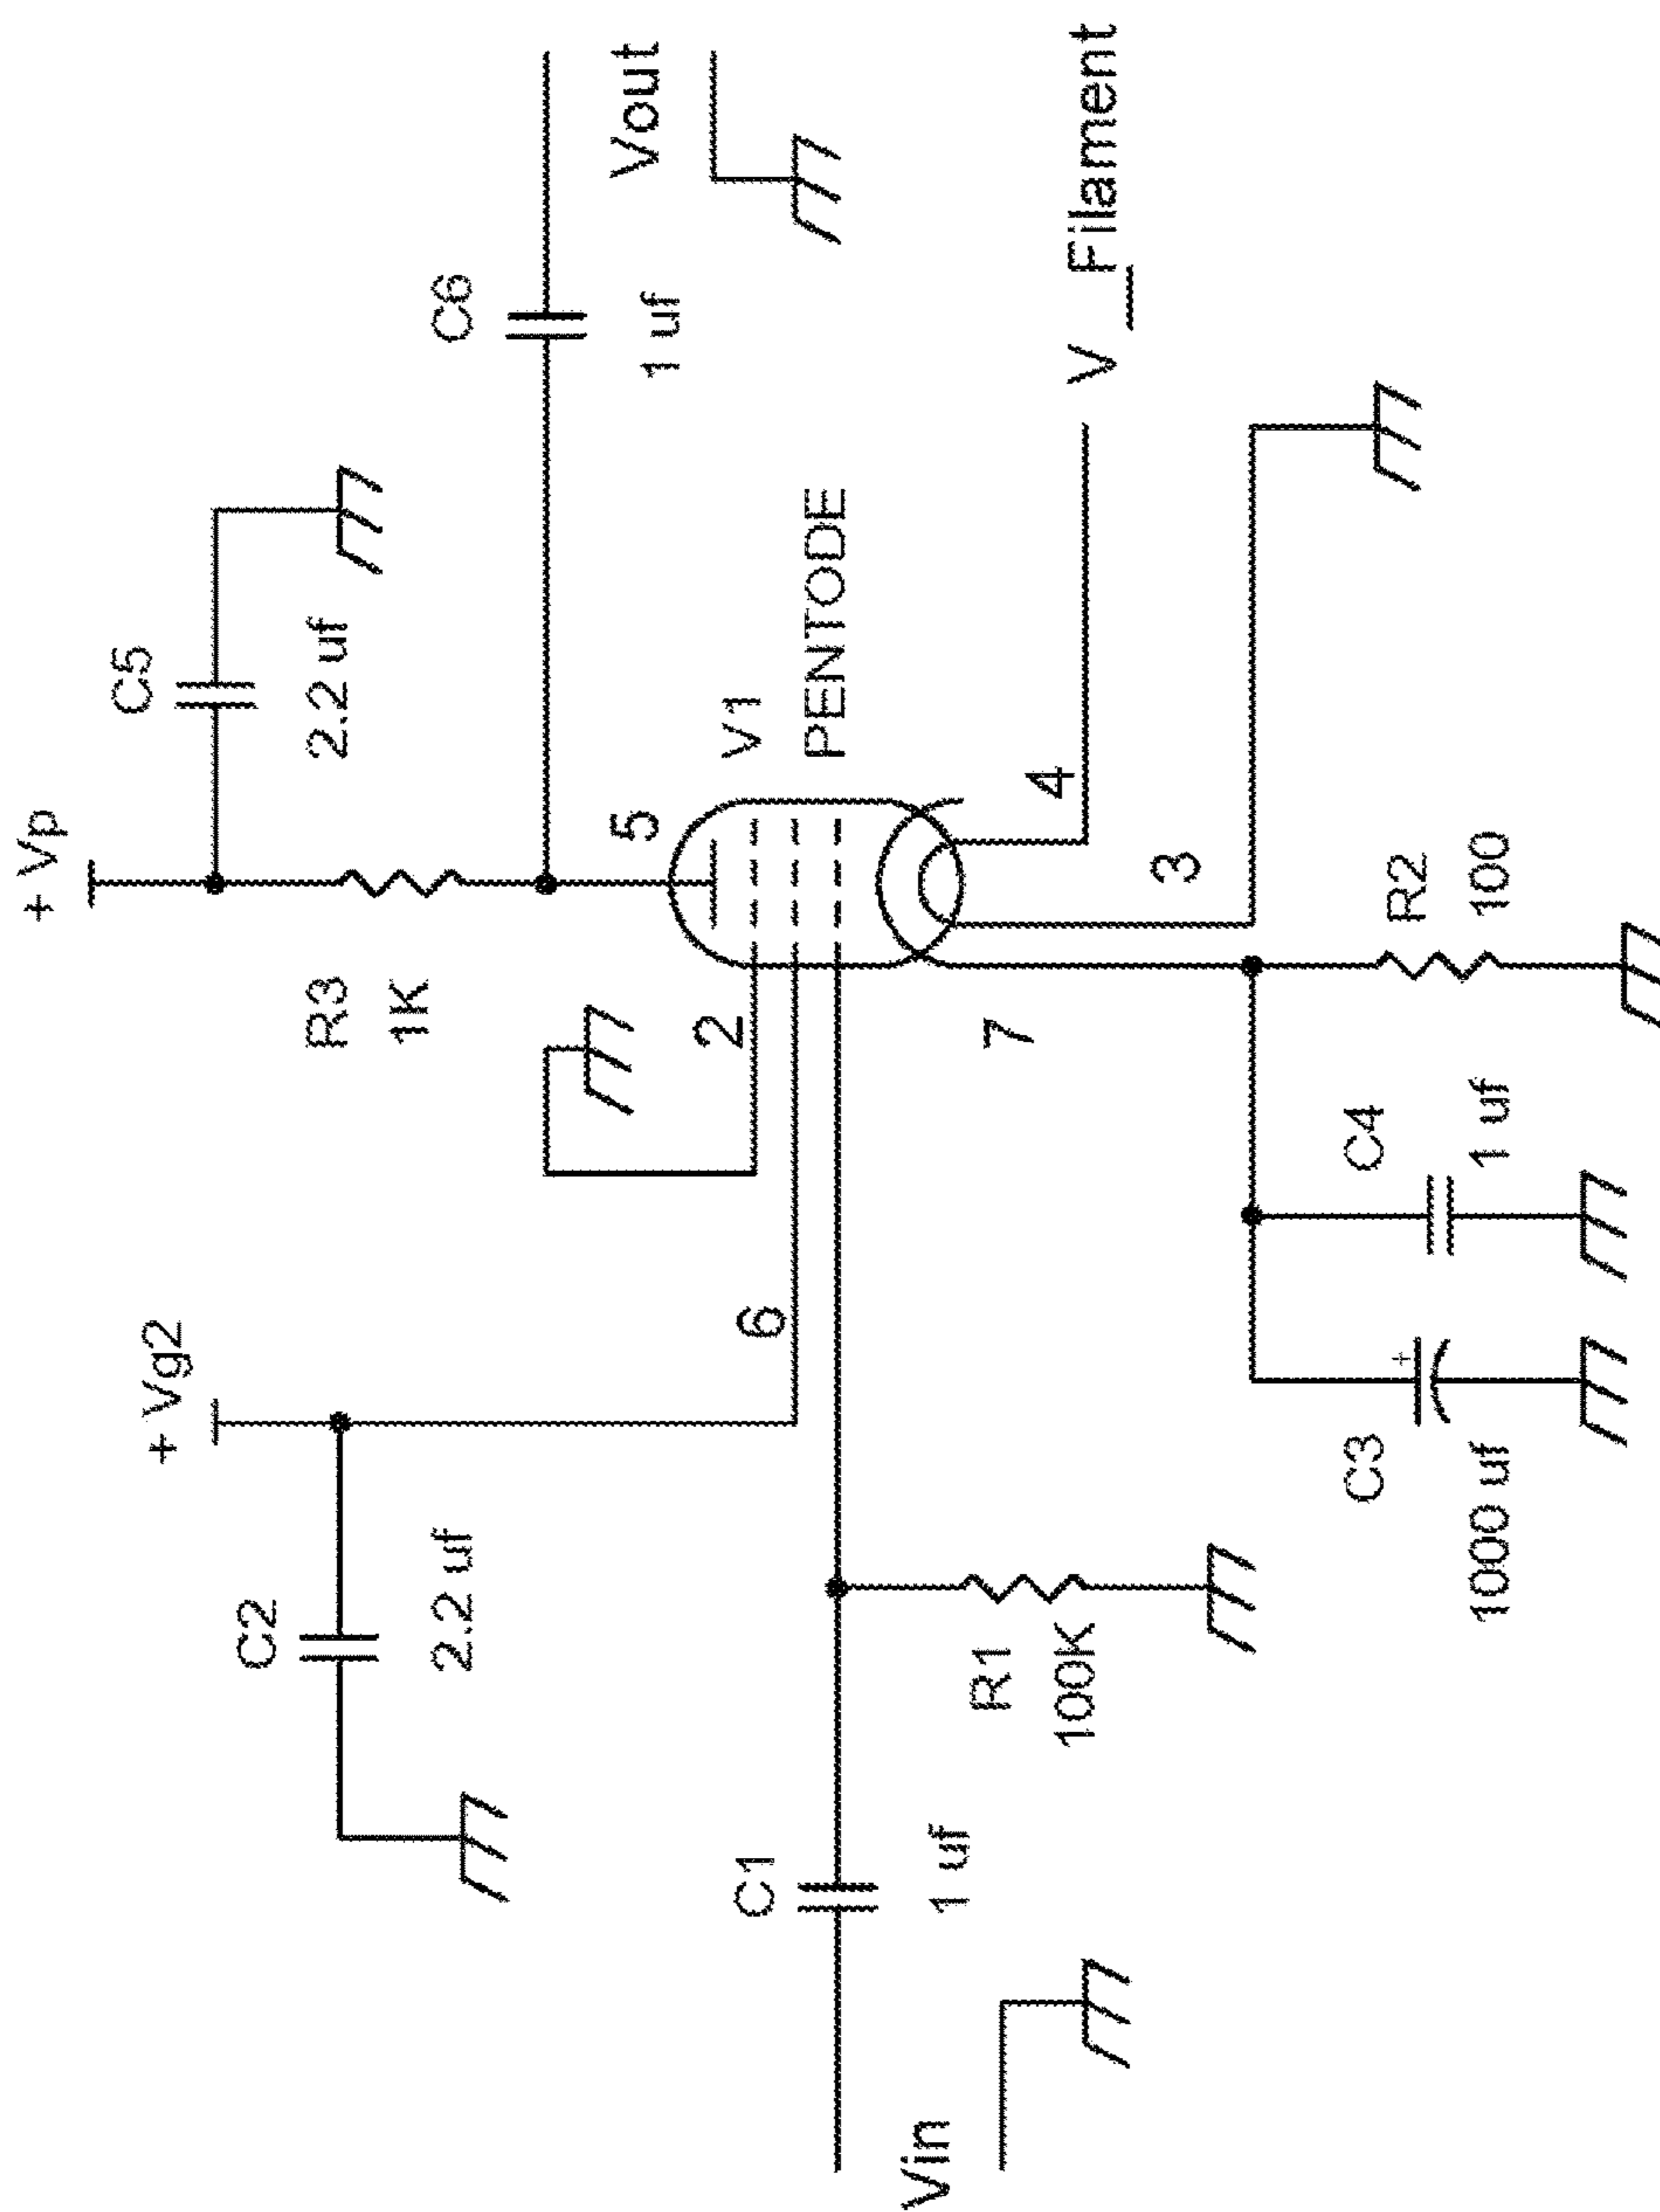 + Vp
C5
2.2 uf
+ Vg2
R3
1K
C6
1 uf
C2
2.2 uf
5
Vout
2
V1
PENTODE
6
4
V_Filament
C1
1 uf
7
3
R1
100K
Vin
C3
1000 uf
+
C4
1 uf
R2
100